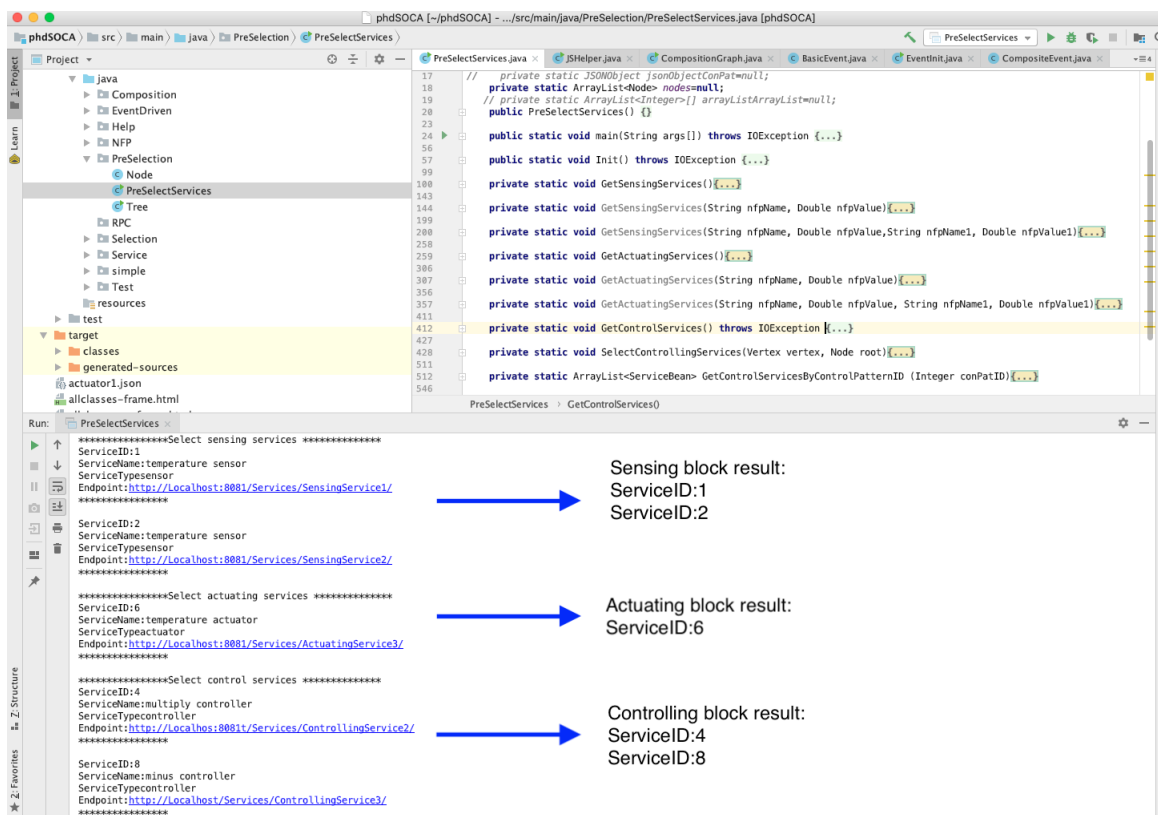 phdSOCA [~/phdSOCA] - .../src/main/java/PreSelection/PreSelectServices.java [phdSOCA]
phdSOCA src main java PreSelection PreSelectServices
PreSelectServices
1: Project
Learn
Z: Structure
2: Favorites
Project
java
Composition
EventDriven
Help
NFP
PreSelection
Node
PreSelectServices
Tree
RPC
Selection
Service
simple
Test
resources
test
target
classes
generated-sources
actuator1.json
allclasses-frame.html
PreSelectServices.java JSHelper.java CompositionGraph.java BasicEvent.java EventInit.java CompositeEvent.java
17 // private static JSONObject jsonObjectConPat=null;
18 private static ArrayList<Node> nodes=null;
19 // private static ArrayList<Integer>[] arrayListArrayList=null;
20 public PreSelectServices() {}
23
24 public static void main(String args[]) throws IOException {...}
56
57 public static void Init() throws IOException {...}
99
100 private static void GetSensingServices(){...}
143
144 private static void GetSensingServices(String nfpName, Double nfpValue){...}
199
200 private static void GetSensingServices(String nfpName, Double nfpValue,String nfpName1, Double nfpValue1){...}
258
259 private static void GetActuatingServices(){...}
306
307 private static void GetActuatingServices(String nfpName, Double nfpValue){...}
356
357 private static void GetActuatingServices(String nfpName, Double nfpValue, String nfpName1, Double nfpValue1){...}
411
412 private static void GetControlServices() throws IOException {...}
427
428 private static void SelectControllingServices(Vertex vertex, Node root){...}
511
512 private static ArrayList<ServiceBean> GetControlServicesByControlPatternID (Integer conPatID){...}
546
PreSelectServices › GetControlServices()
Run: PreSelectServices
*****************Select sensing services ***************
ServiceID:1
ServiceName:temperature sensor
ServiceTypesensor
Endpoint:http://Localhost:8081/Services/SensingService1/
*****************
ServiceID:2
ServiceName:temperature sensor
ServiceTypesensor
Endpoint:http://Localhost:8081/Services/SensingService2/
*****************
*****************Select actuating services ***************
ServiceID:6
ServiceName:temperature actuator
ServiceTypeactuator
Endpoint:http://Localhost:8081/Services/ActuatingService3/
*****************
*****************Select control services ***************
ServiceID:4
ServiceName:multiply controller
ServiceTypecontroller
Endpoint:http://Localhos:8081t/Services/ControllingService2/
*****************
ServiceID:8
ServiceName:minus controller
ServiceTypecontroller
Endpoint:http://Localhost/Services/ControllingService3/
*****************
Sensing block result:
ServiceID:1
ServiceID:2
Actuating block result:
ServiceID:6
Controlling block result:
ServiceID:4
ServiceID:8